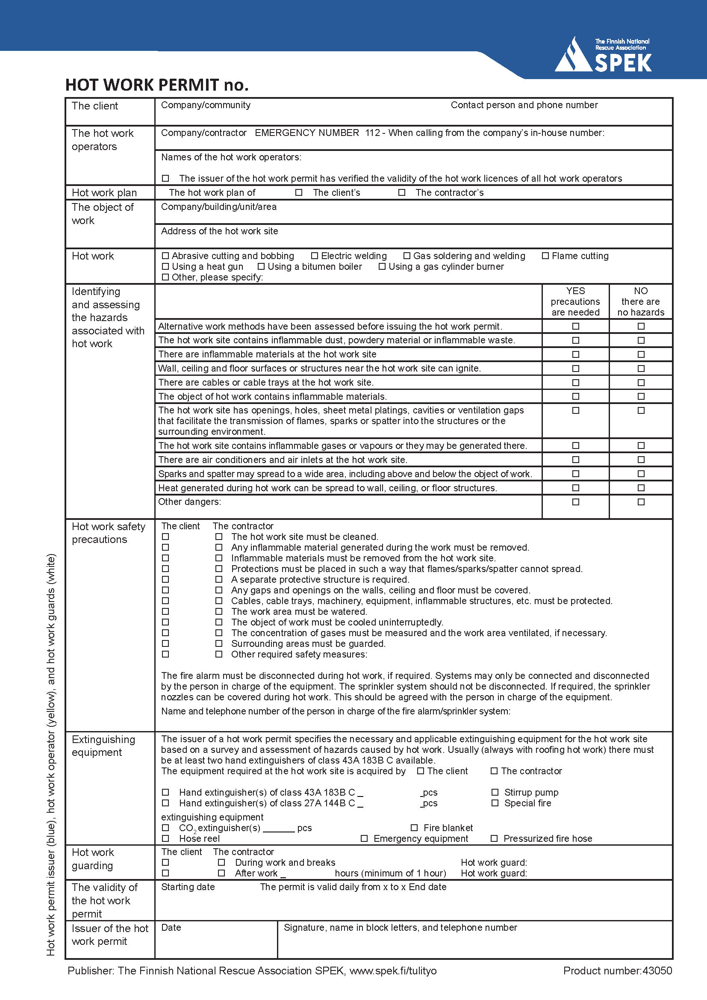 The Finnish National
Rescue Association
SPEK
HOT WORK PERMIT no.
The client
Company/community Contact person and phone number
The hot work
operators
Company/contractor EMERGENCY NUMBER 112 - When calling from the company's in-house number:
Names of the hot work operators:
☐ The issuer of the hot work permit has verified the validity of the hot work licences of all hot work operators
Hot work plan
The hot work plan of ☐ The client's ☐ The contractor's
The object of
work
Company/building/unit/area
Address of the hot work site
Hot work
☐ Abrasive cutting and bobbing ☐ Electric welding ☐ Gas soldering and welding ☐ Flame cutting
☐ Using a heat gun ☐ Using a bitumen boiler ☐ Using a gas cylinder burner
☐ Other, please specify:
Identifying
and assessing
the hazards
associated with
hot work
YES
precautions
are needed
NO
there are
no hazards
Alternative work methods have been assessed before issuing the hot work permit. ☐ ☐
The hot work site contains inflammable dust, powdery material or inflammable waste. ☐ ☐
There are inflammable materials at the hot work site ☐ ☐
Wall, ceiling and floor surfaces or structures near the hot work site can ignite. ☐ ☐
There are cables or cable trays at the hot work site. ☐ ☐
The object of hot work contains inflammable materials. ☐ ☐
The hot work site has openings, holes, sheet metal platings, cavities or ventilation gaps ☐ ☐
that facilitate the transmission of flames, sparks or spatter into the structures or the
surrounding environment.
The hot work site contains inflammable gases or vapours or they may be generated there. ☐ ☐
There are air conditioners and air inlets at the hot work site. ☐ ☐
Sparks and spatter may spread to a wide area, including above and below the object of work. ☐ ☐
Heat generated during hot work can be spread to wall, ceiling, or floor structures. ☐ ☐
Other dangers: ☐ ☐
Hot work safety
precautions
The client The contractor
☐ ☐ The hot work site must be cleaned.
☐ ☐ Any inflammable material generated during the work must be removed.
☐ ☐ Inflammable materials must be removed from the hot work site.
☐ ☐ Protections must be placed in such a way that flames/sparks/spatter cannot spread.
☐ ☐ A separate protective structure is required.
☐ ☐ Any gaps and openings on the walls, ceiling and floor must be covered.
☐ ☐ Cables, cable trays, machinery, equipment, inflammable structures, etc. must be protected.
☐ ☐ The work area must be watered.
☐ ☐ The object of work must be cooled uninterruptedly.
☐ ☐ The concentration of gases must be measured and the work area ventilated, if necessary.
☐ ☐ Surrounding areas must be guarded.
☐ ☐ Other required safety measures:
The fire alarm must be disconnected during hot work, if required. Systems may only be connected and disconnected
by the person in charge of the equipment. The sprinkler system should not be disconnected. If required, the sprinkler
nozzles can be covered during hot work. This should be agreed with the person in charge of the equipment.
Name and telephone number of the person in charge of the fire alarm/sprinkler system:
Extinguishing
equipment
The issuer of a hot work permit specifies the necessary and applicable extinguishing equipment for the hot work site
based on a survey and assessment of hazards caused by hot work. Usually (always with roofing hot work) there must
be at least two hand extinguishers of class 43A 183B C available.
The equipment required at the hot work site is acquired by ☐ The client ☐ The contractor
☐ Hand extinguisher(s) of class 43A 183B C _ _pcs ☐ Stirrup pump
☐ Hand extinguisher(s) of class 27A 144B C _ _pcs ☐ Special fire
extinguishing equipment
☐ CO2 extinguisher(s) ______ pcs ☐ Fire blanket
☐ Hose reel ☐ Emergency equipment ☐ Pressurized fire hose
Hot work
guarding
The client The contractor
☐ ☐ During work and breaks Hot work guard:
☐ ☐ After work _ hours (minimum of 1 hour) Hot work guard:
The validity of
the hot work
permit
Starting date The permit is valid daily from x to x End date
Issuer of the hot
work permit
Date
Signature, name in block letters, and telephone number
Hot work permit issuer (blue), hot work operator (yellow), and hot work guards (white)
Publisher: The Finnish National Rescue Association SPEK, www.spek.fi/tulityo Product number:43050